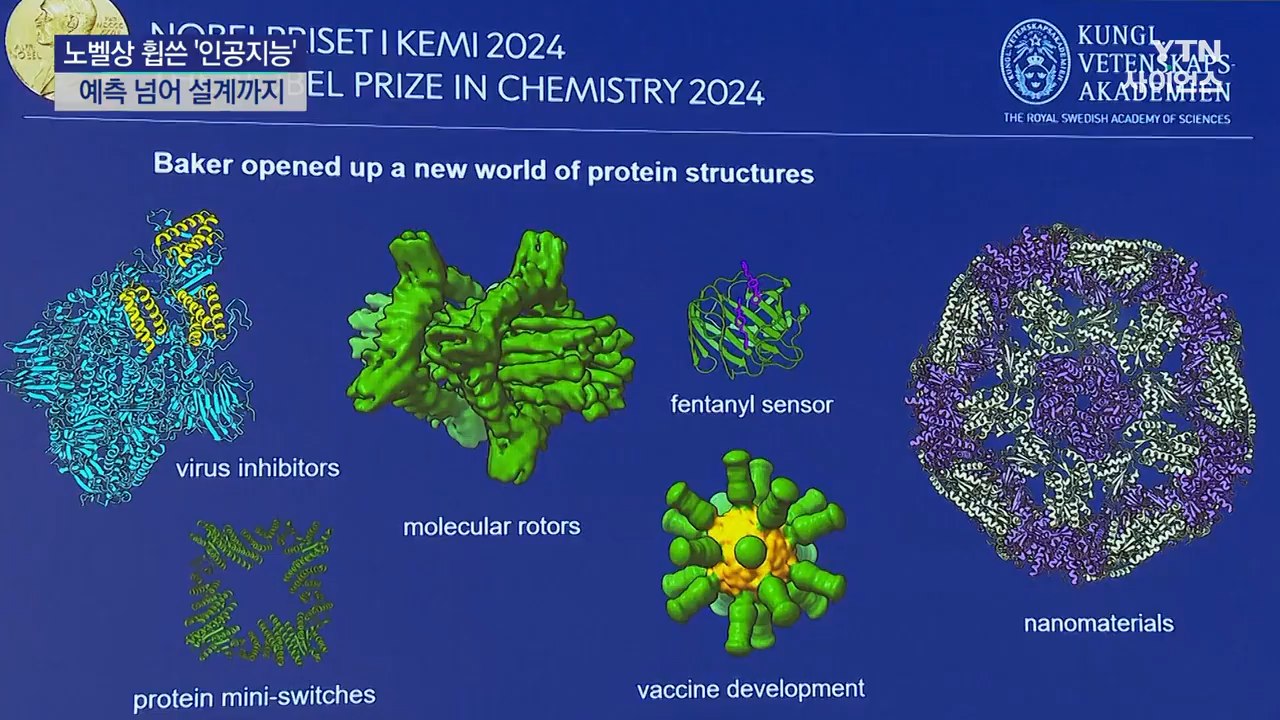 NOBELPRISET I KEMI 2024
노벨상 휩쓴 '인공지능'
예측 넘어 설계까지
BEL PRIZE IN CHEMISTRY 2024
KUNGL.
VETENSKAPS-
AKADEMIEN
THE ROYAL SWEDISH ACADEMY OF SCIENCES
YTN
사이언스
Baker opened up a new world of protein structures
virus inhibitors
molecular rotors
fentanyl sensor
nanomaterials
protein mini-switches
vaccine development